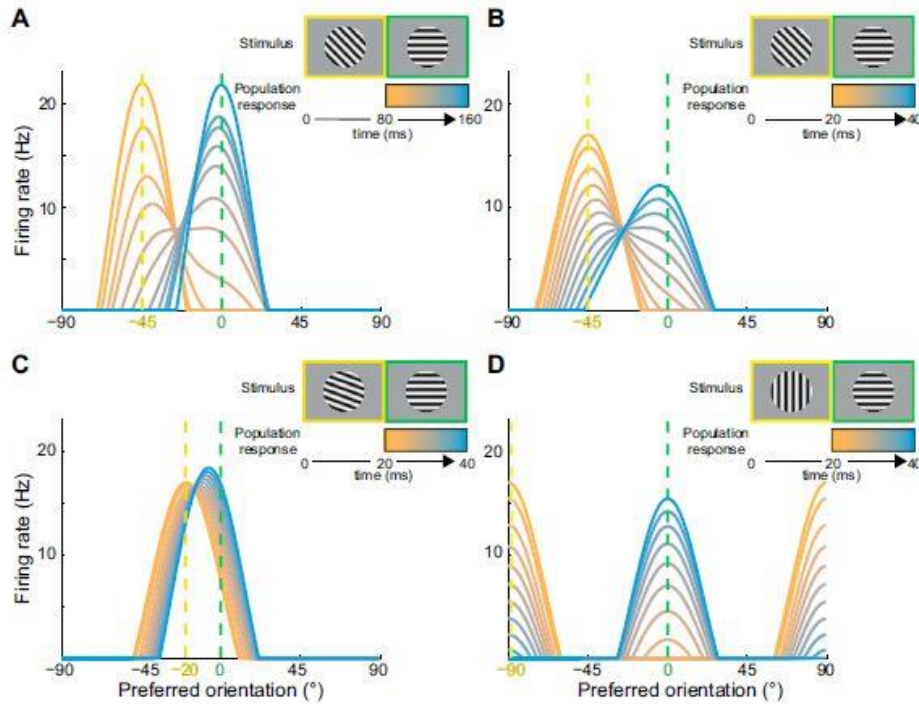 A
Stimulus
Population response
0 80 160
time (ms)
Firing rate (Hz)
20
10
−90 −45 0 45 90
B
Stimulus
Population response
0 20 40
time (ms)
20
10
−90 −45 0 45 90
C
Stimulus
Population response
0 20 40
time (ms)
Firing rate (Hz)
20
10
−90 −45 −20 0 45 90
Preferred orientation (°)
D
Stimulus
Population response
0 20 40
time (ms)
20
10
−90 −45 0 45 90
Preferred orientation (°)